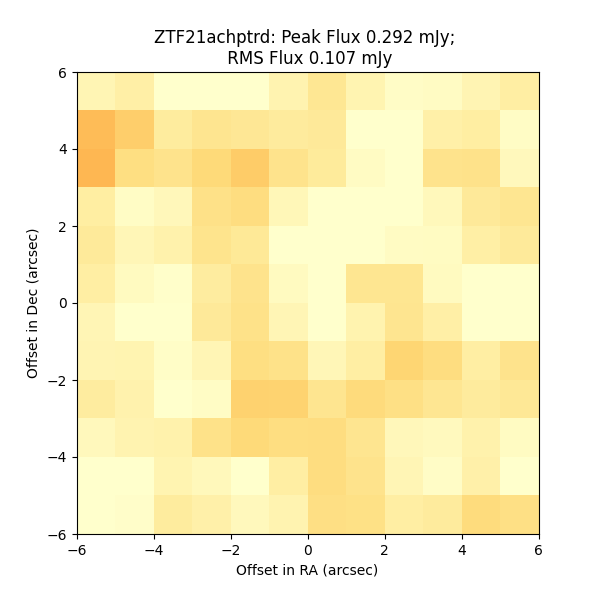 ZTF21achptrd: Peak Flux 0.292 mJy;
RMS Flux 0.107 mJy
6
4
2
0
−2
−4
−6
Offset in Dec (arcsec)
−6 −4 −2 0 2 4 6
Offset in RA (arcsec)